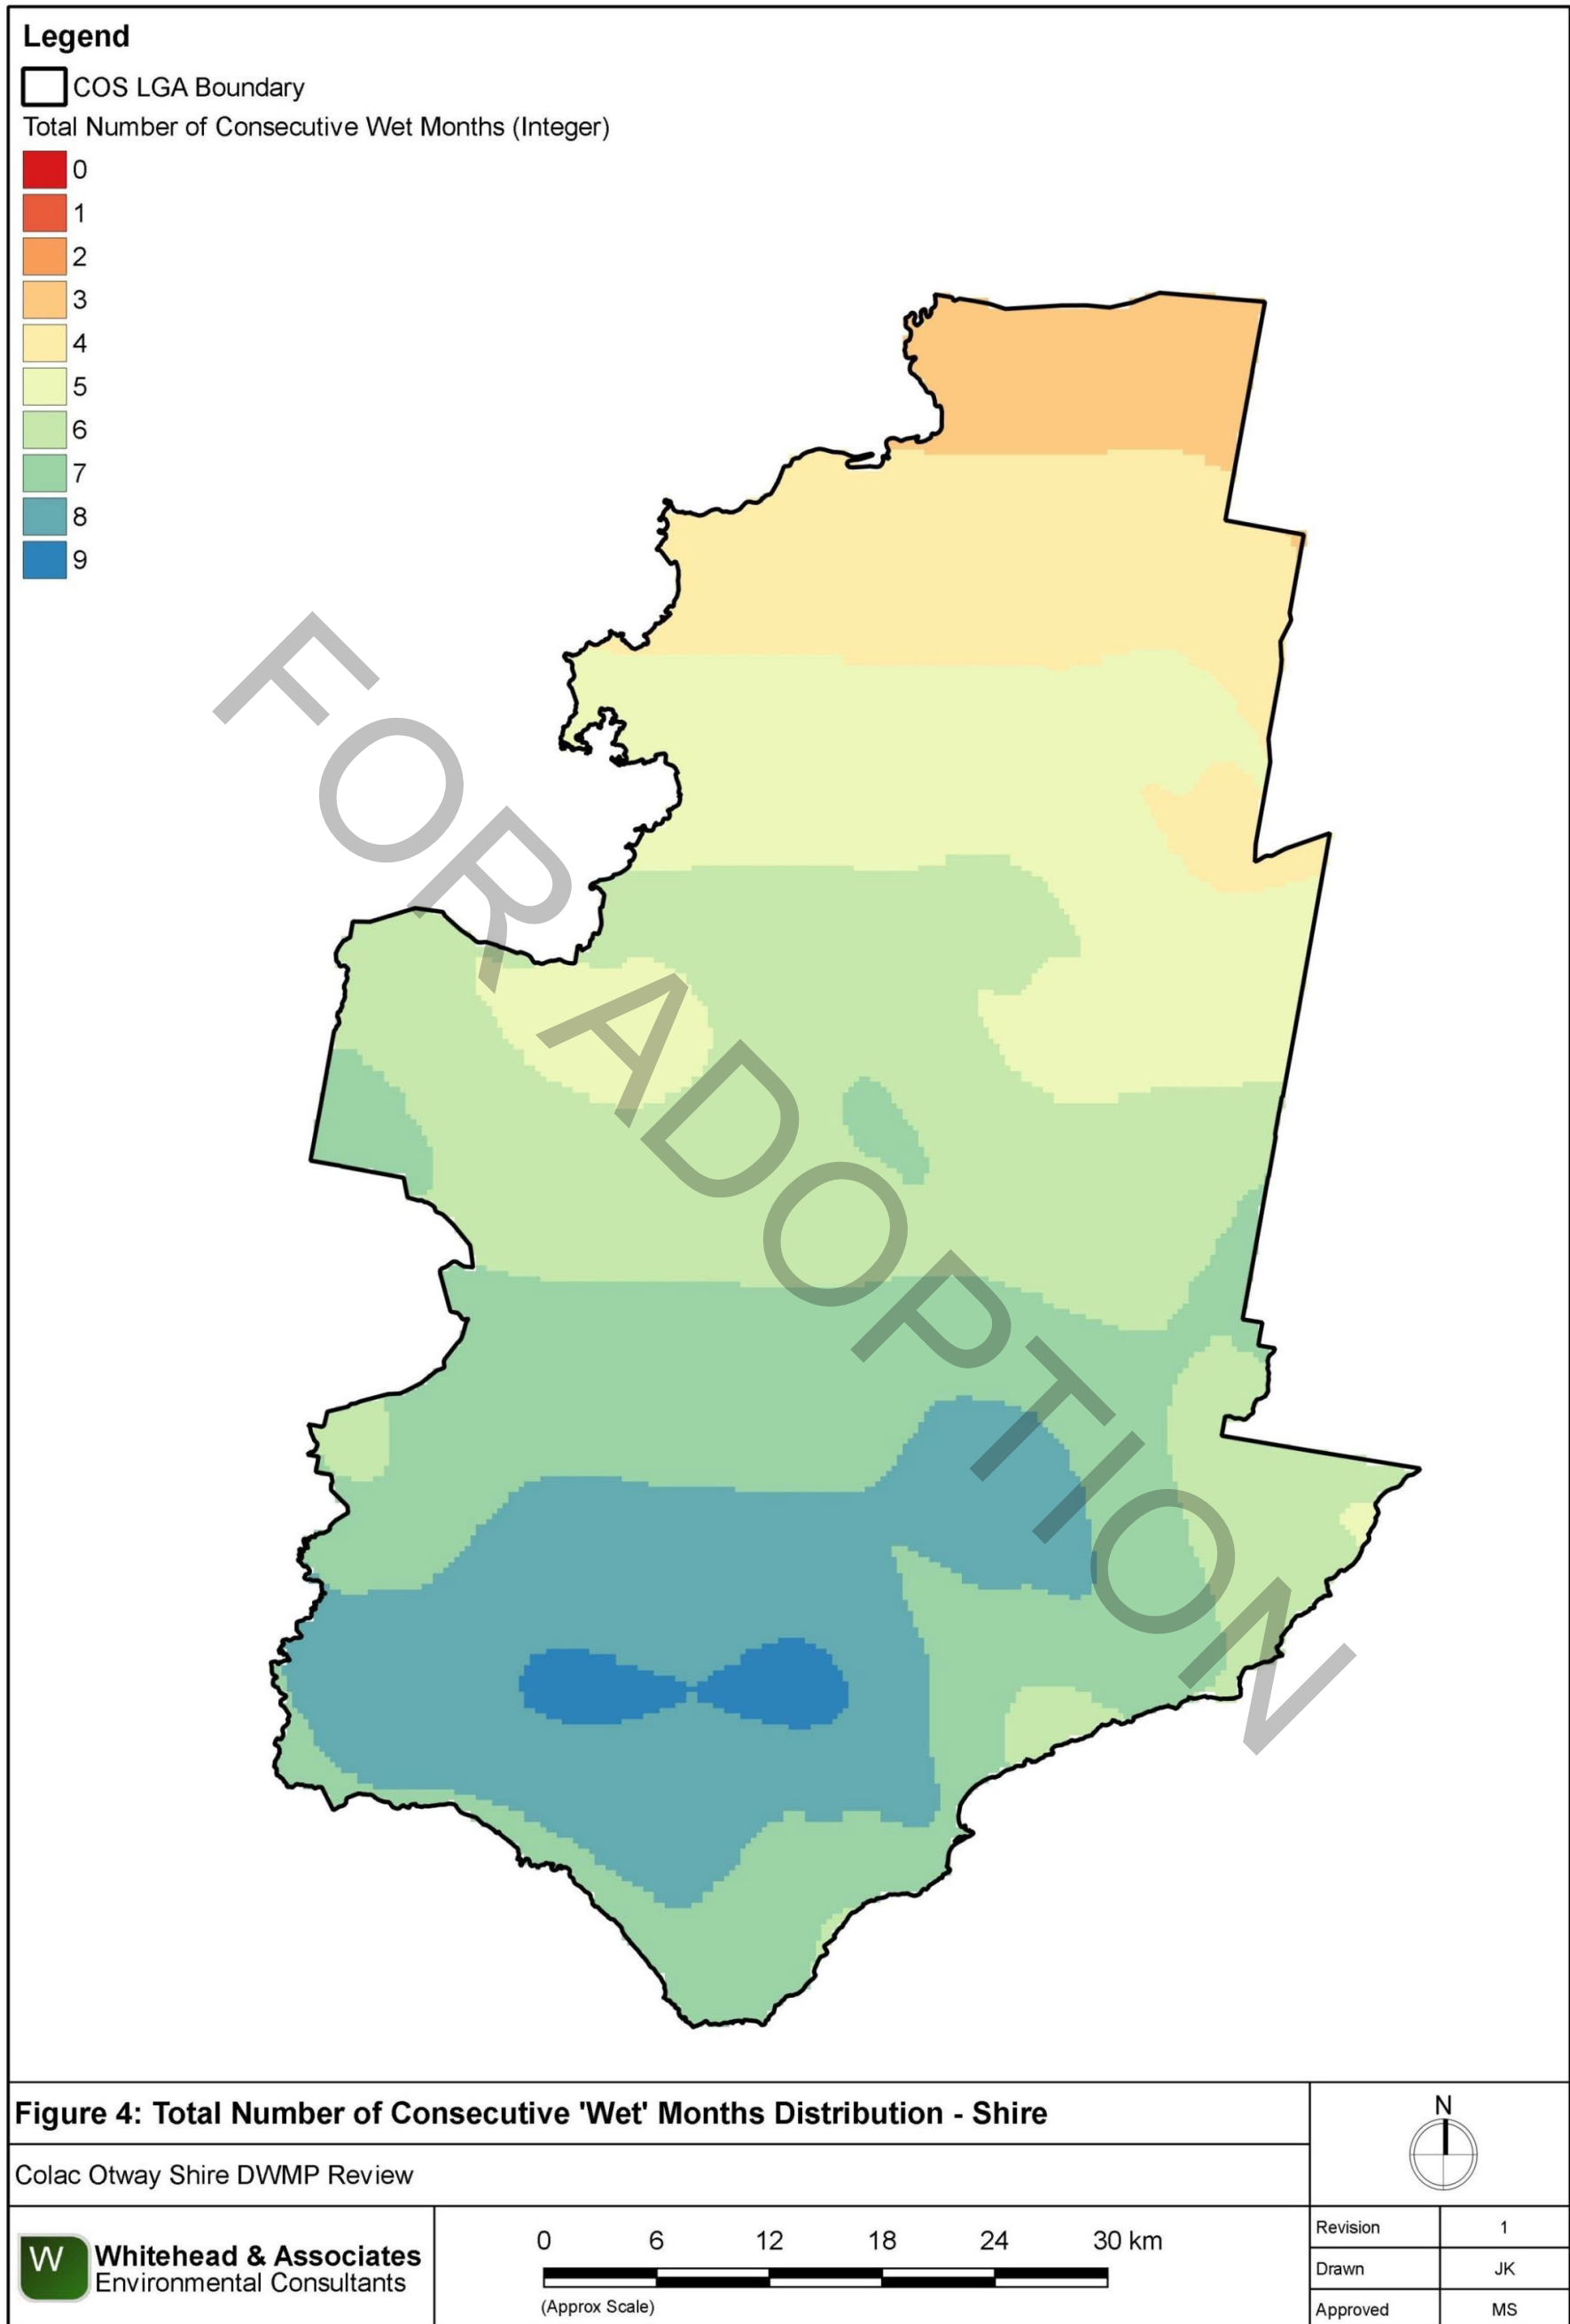 Legend
COS LGA Boundary
Total Number of Consecutive Wet Months (Integer)
0
1
2
3
4
5
6
7
8
9
FOR ADOPTION
Figure 4: Total Number of Consecutive 'Wet' Months Distribution - Shire
N
Colac Otway Shire DWMP Review
W
Whitehead & Associates
Environmental Consultants
0 6 12 18 24 30 km
(Approx Scale)
Revision 1
Drawn JK
Approved MS